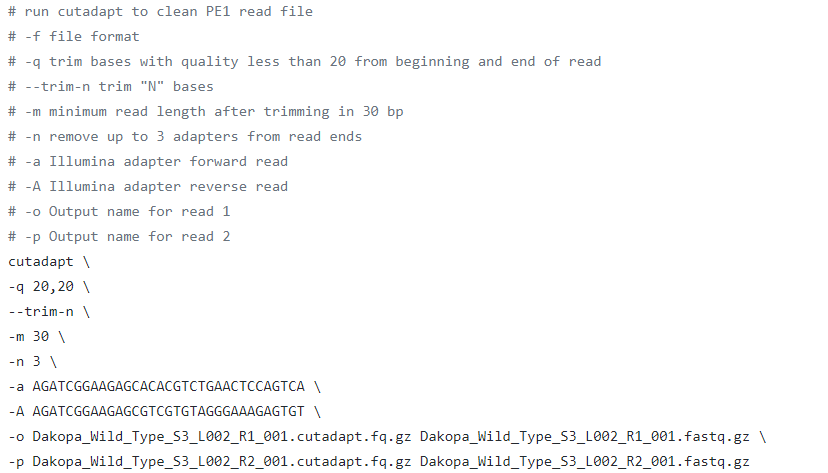 # run cutadapt to clean PE1 read file
# -f file format
# -q trim bases with quality less than 20 from beginning and end of read
# --trim-n trim "N" bases
# -m minimum read length after trimming in 30 bp
# -n remove up to 3 adapters from read ends
# -a Illumina adapter forward read
# -A Illumina adapter reverse read
# -o Output name for read 1
# -p Output name for read 2
cutadapt \
-q 20,20 \
--trim-n \
-m 30 \
-n 3 \
-a AGATCGGAAGAGCACACGTCTGAACTCCAGTCA \
-A AGATCGGAAGAGCGTCGTGTAGGGAAAGAGTGT \
-o Dakopa_Wild_Type_S3_L002_R1_001.cutadapt.fq.gz Dakopa_Wild_Type_S3_L002_R1_001.fastq.gz \
-p Dakopa_Wild_Type_S3_L002_R2_001.cutadapt.fq.gz Dakopa_Wild_Type_S3_L002_R2_001.fastq.gz